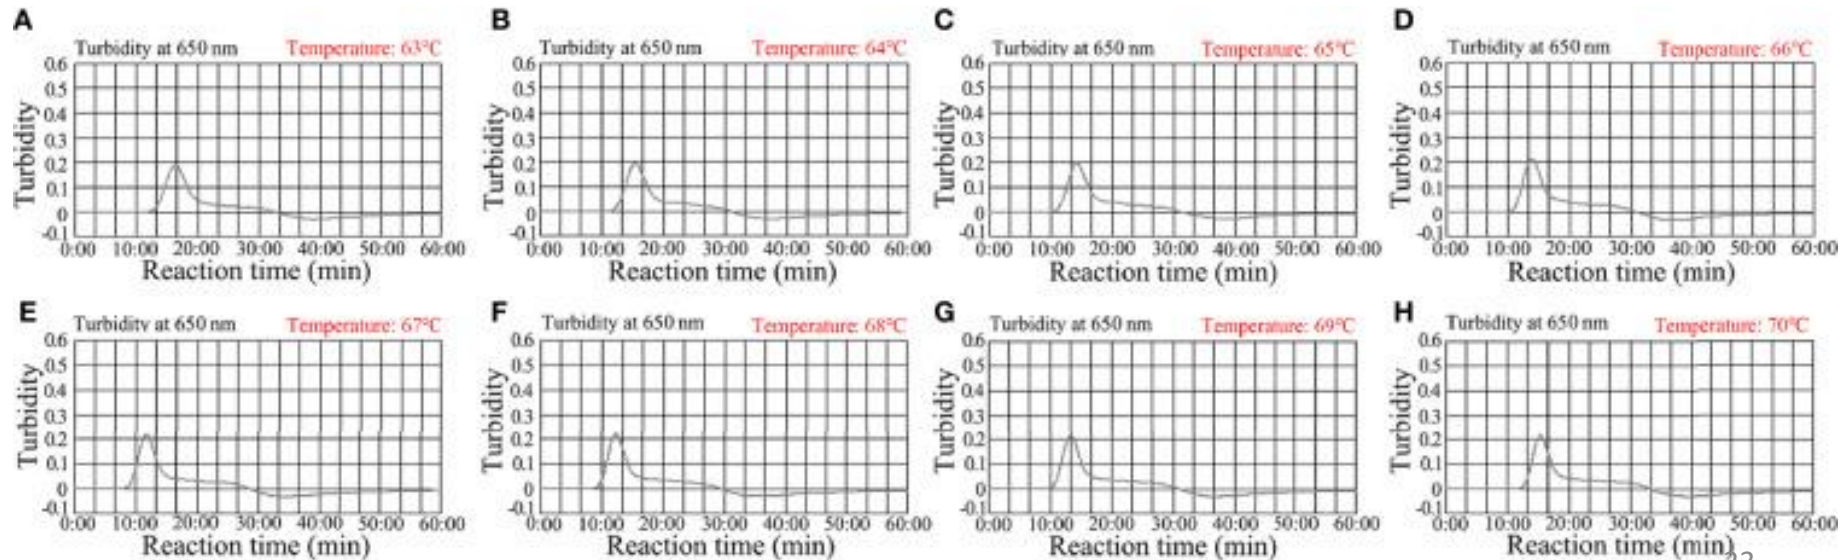 A
Turbidity at 650 nm Temperature: 63°C
Turbidity
0.6
0.5
0.4
0.3
0.2
0.1
0
-0.1
0:00 10:00 20:00 30:00 40:00 50:00 60:00
Reaction time (min)
B
Turbidity at 650 nm Temperature: 64°C
Turbidity
0.6
0.5
0.4
0.3
0.2
0.1
0
-0.1
0:00 10:00 20:00 30:00 40:00 50:00 60:00
Reaction time (min)
C
Turbidity at 650 nm Temperature: 65°C
Turbidity
0.6
0.5
0.4
0.3
0.2
0.1
0
-0.1
0:00 10:00 20:00 30:00 40:00 50:00 60:00
Reaction time (min)
D
Turbidity at 650 nm Temperature: 66°C
Turbidity
0.6
0.5
0.4
0.3
0.2
0.1
0
-0.1
0:00 10:00 20:00 30:00 40:00 50:00 60:00
Reaction time (min)
E
Turbidity at 650 nm Temperature: 67°C
Turbidity
0.6
0.5
0.4
0.3
0.2
0.1
0
-0.1
0:00 10:00 20:00 30:00 40:00 50:00 60:00
Reaction time (min)
F
Turbidity at 650 nm Temperature: 68°C
Turbidity
0.6
0.5
0.4
0.3
0.2
0.1
0
-0.1
0:00 10:00 20:00 30:00 40:00 50:00 60:00
Reaction time (min)
G
Turbidity at 650 nm Temperature: 69°C
Turbidity
0.6
0.5
0.4
0.3
0.2
0.1
0
-0.1
0:00 10:00 20:00 30:00 40:00 50:00 60:00
Reaction time (min)
H
Turbidity at 650 nm Temperature: 70°C
Turbidity
0.6
0.5
0.4
0.3
0.2
0.1
0
-0.1
0:00 10:00 20:00 30:00 40:00 50:00 60:00
Reaction time (min)